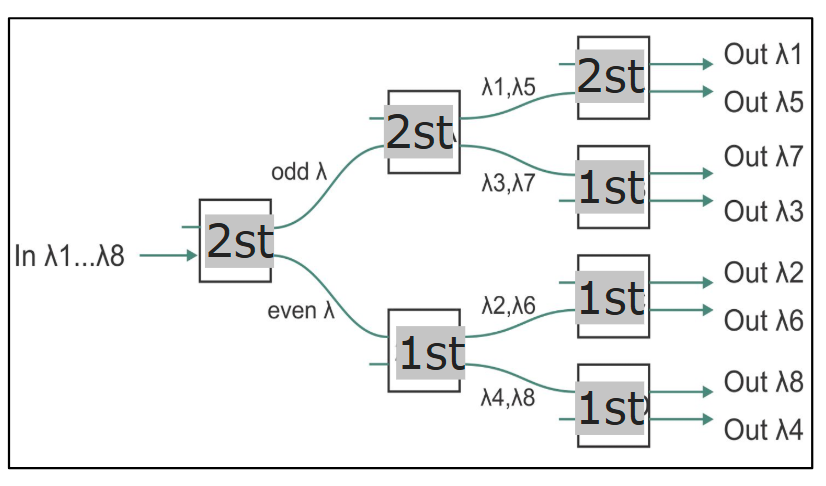 In λ1...λ8
2st
odd λ
even λ
2st
1st
λ1,λ5
λ3,λ7
λ2,λ6
λ4,λ8
2st
1st
1st
1st
Out λ1
Out λ5
Out λ7
Out λ3
Out λ2
Out λ6
Out λ8
Out λ4